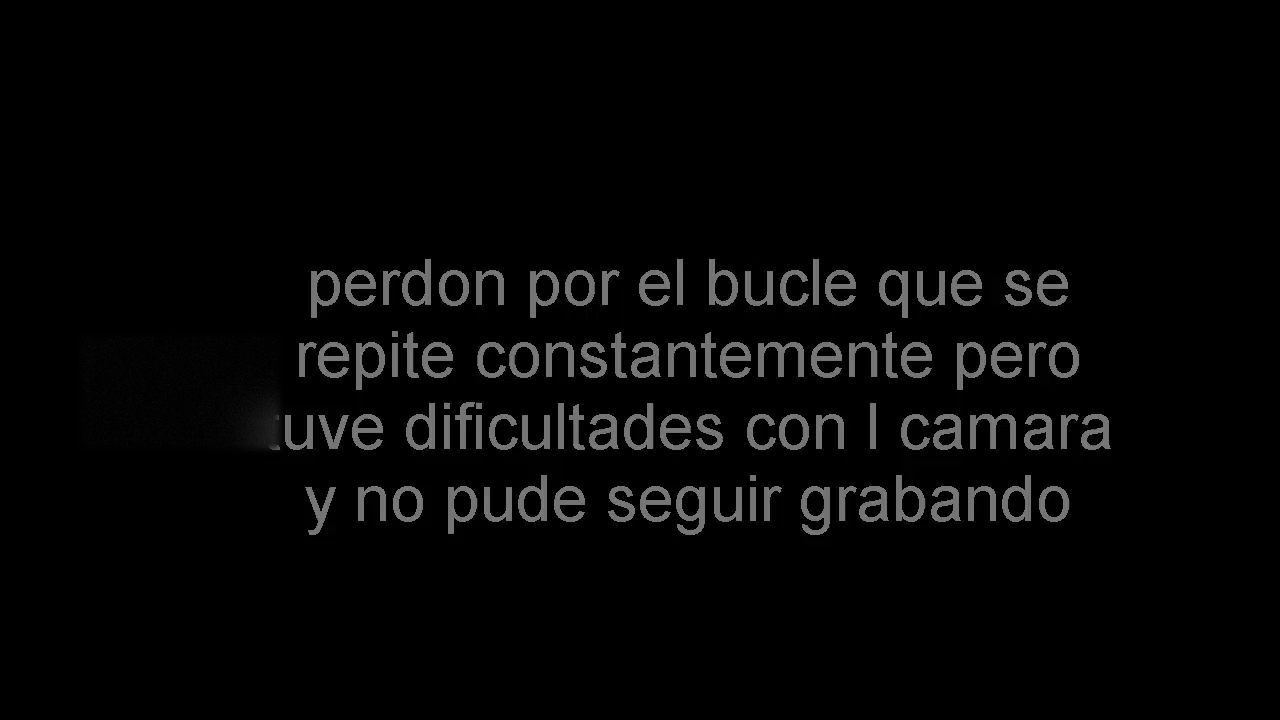 perdon por el bucle que se
repite constantemente pero
tuve dificultades con l camara
y no pude seguir grabando